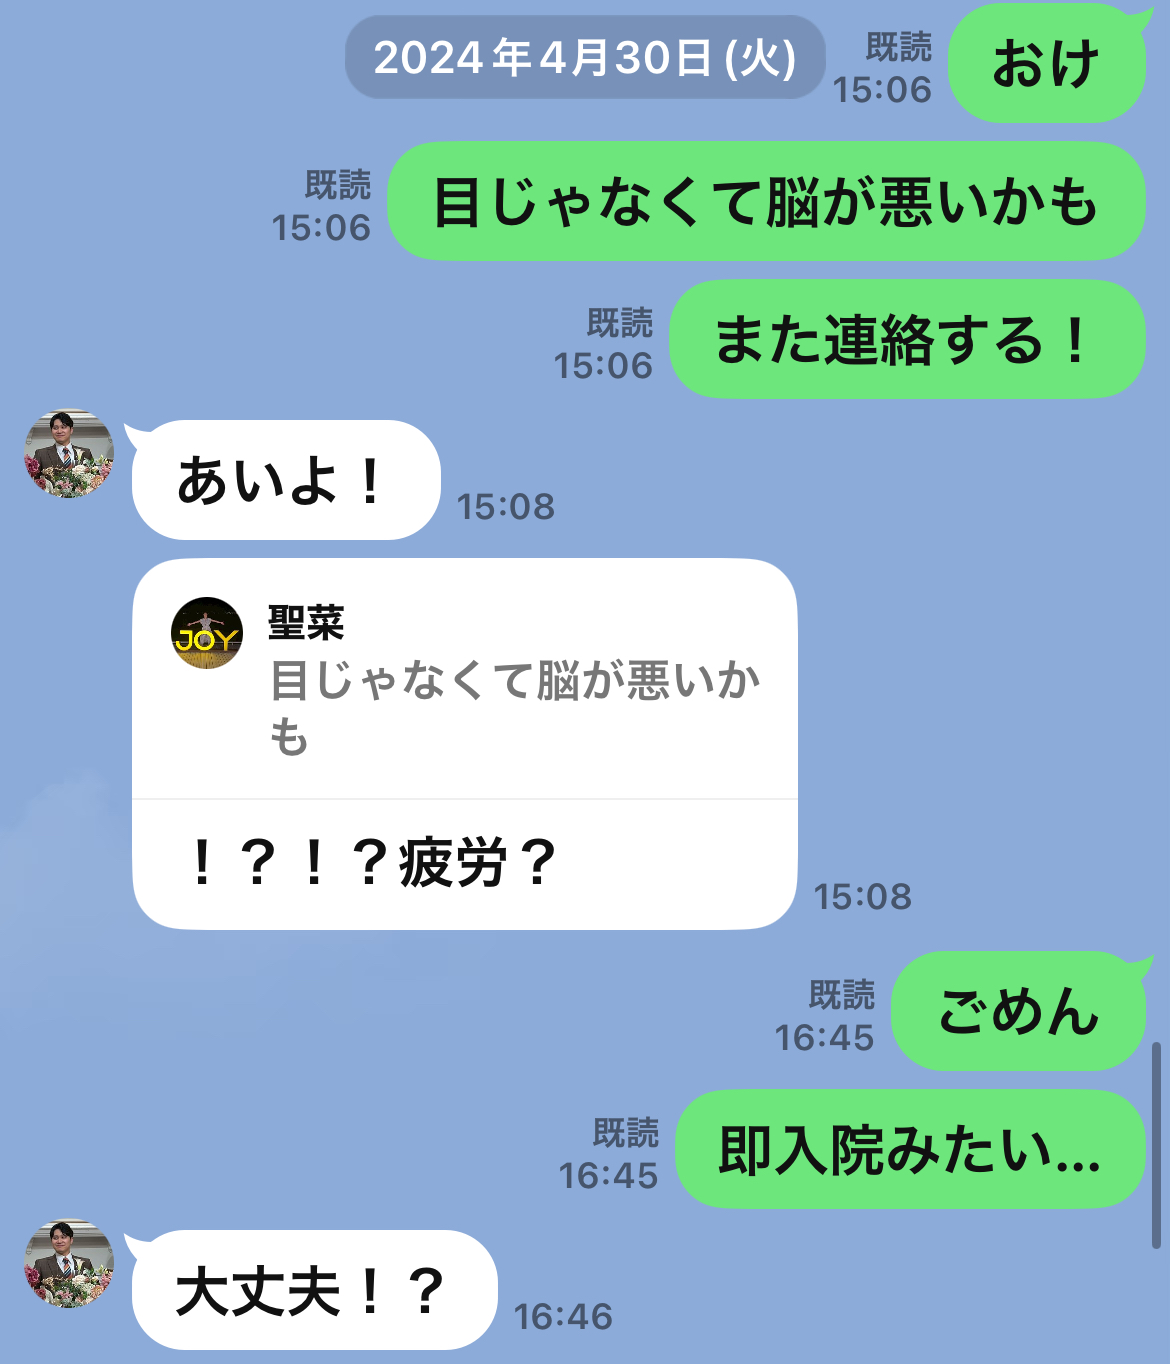 2024年4月30日(火)
既読
15:06
おけ
既読
15:06
目じゃなくて脳が悪いかも
既読
15:06
また連絡する！
あいよ！
15:08
JOY
聖菜
目じゃなくて脳が悪いか
も
！？！？疲労？
15:08
既読
16:45
ごめん
既読
16:45
即入院みたい...
大丈夫！？
16:46